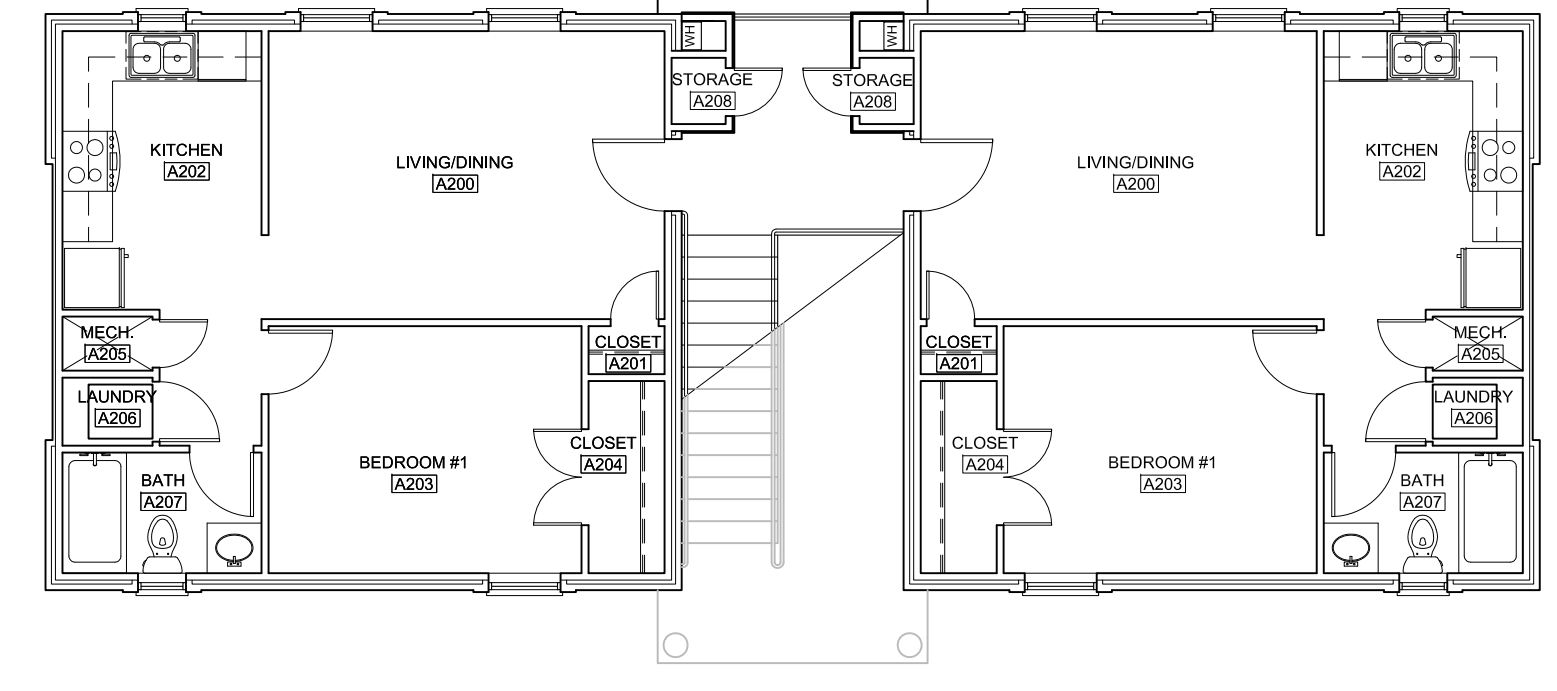 WH
WH
STORAGE
A208
STORAGE
A208
KITCHEN
A202
LIVING/DINING
A200
LIVING/DINING
A200
KITCHEN
A202
MECH.
A205
CLOSET
A201
CLOSET
A201
MECH.
A205
LAUNDRY
A206
LAUNDRY
A206
BEDROOM #1
A203
CLOSET
A204
CLOSET
A204
BEDROOM #1
A203
BATH
A207
BATH
A207